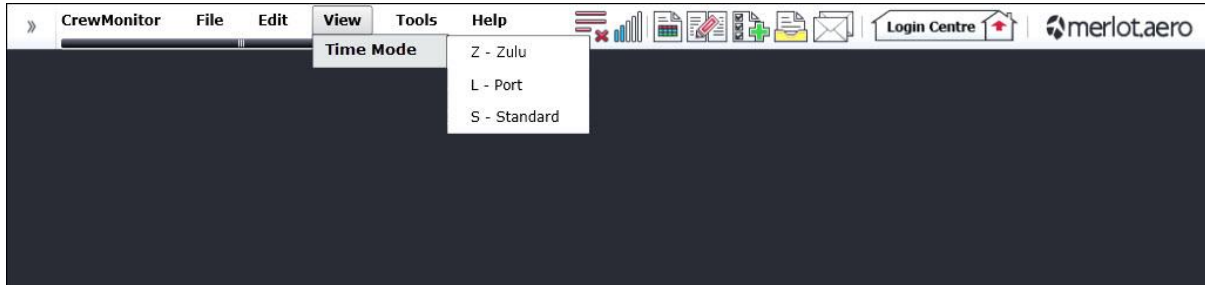 » CrewMonitor File Edit View Tools Help Login Centre merlot.aero
Time Mode
Z - Zulu
L - Port
S - Standard